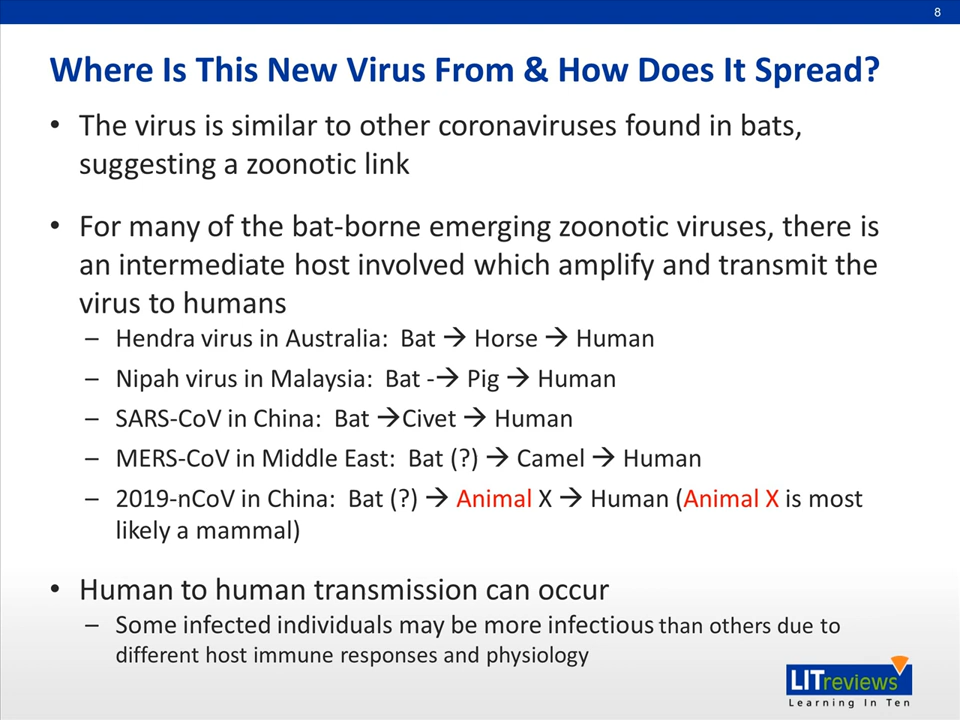 8
Where Is This New Virus From & How Does It Spread?
• The virus is similar to other coronaviruses found in bats,
suggesting a zoonotic link
• For many of the bat-borne emerging zoonotic viruses, there is
an intermediate host involved which amplify and transmit the
virus to humans
– Hendra virus in Australia: Bat → Horse → Human
– Nipah virus in Malaysia: Bat -→ Pig → Human
– SARS-CoV in China: Bat →Civet → Human
– MERS-CoV in Middle East: Bat (?) → Camel → Human
– 2019-nCoV in China: Bat (?) → Animal X → Human (Animal X is most
likely a mammal)
• Human to human transmission can occur
– Some infected individuals may be more infectious than others due to
different host immune responses and physiology
LITreviews
Learning In Ten